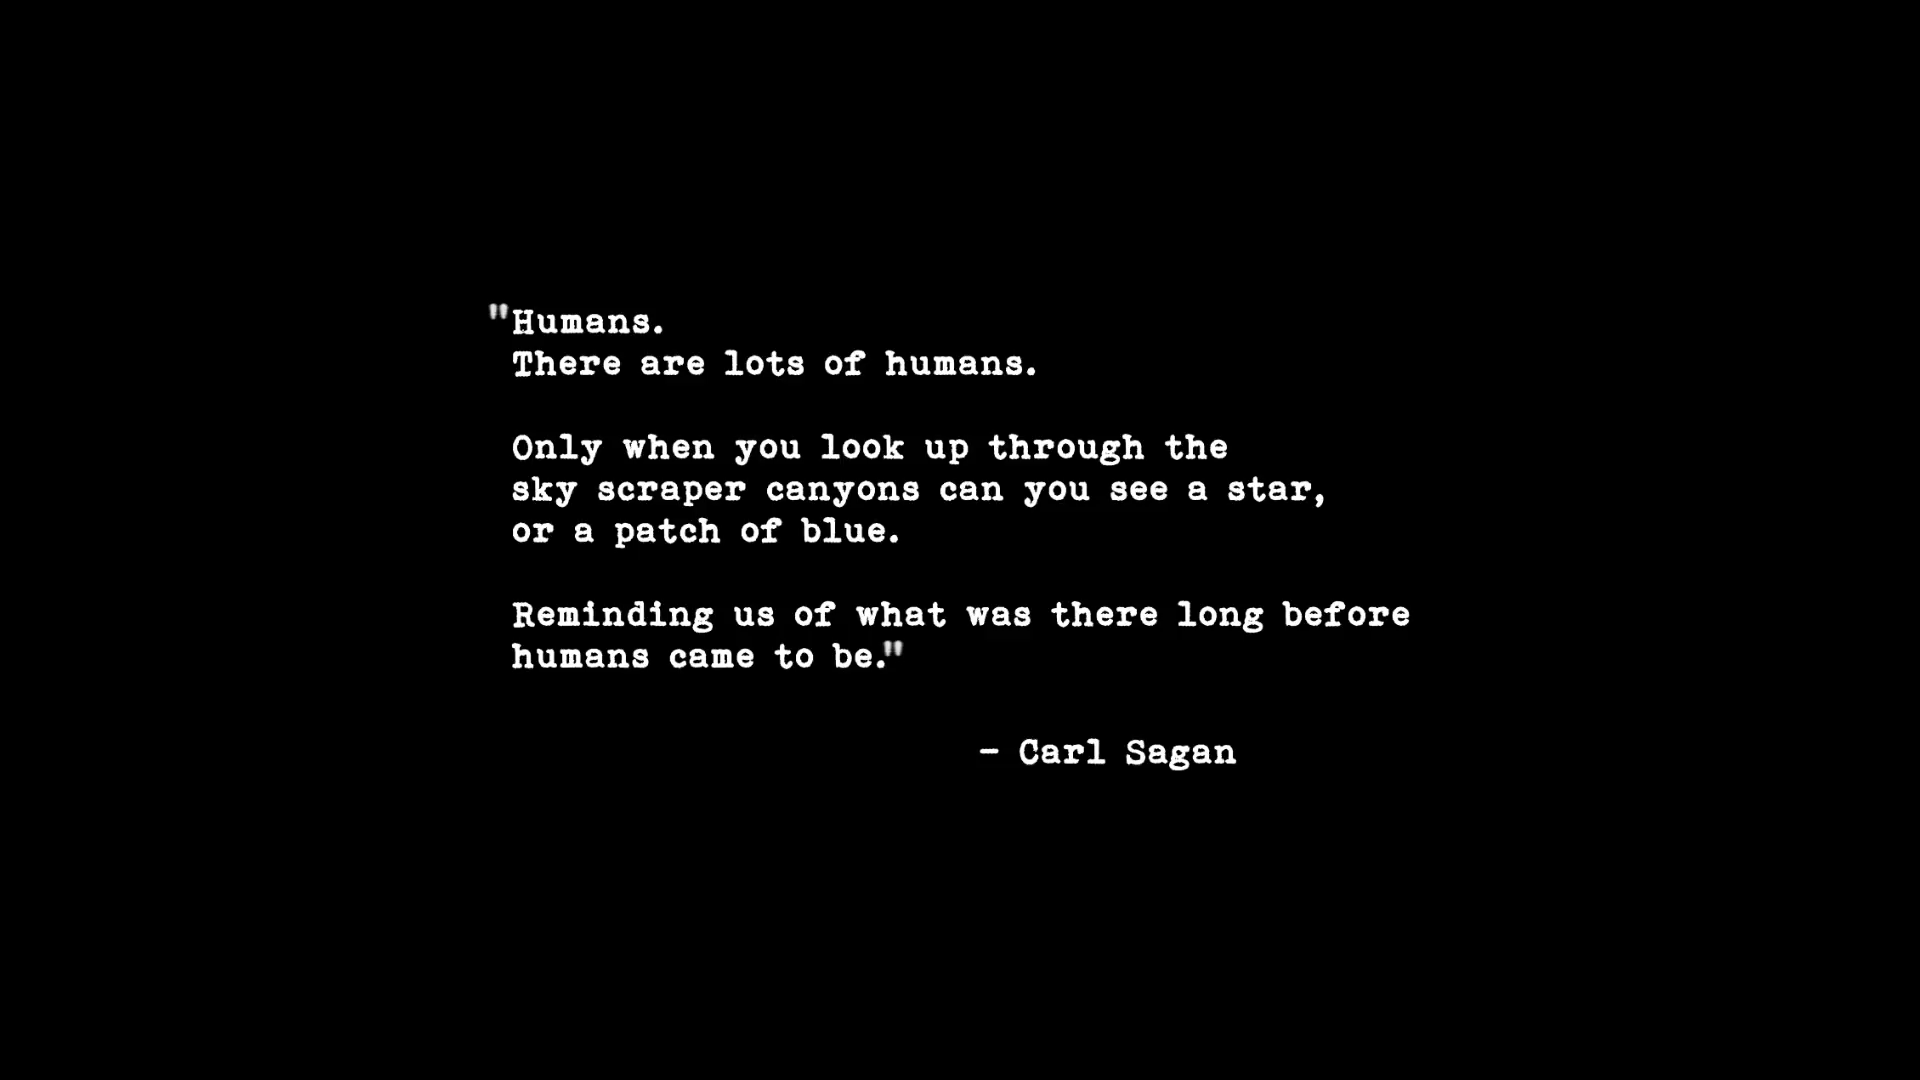 "Humans.
There are lots of humans.
Only when you look up through the
sky scraper canyons can you see a star,
or a patch of blue.
Reminding us of what was there long before
humans came to be."
- Carl Sagan